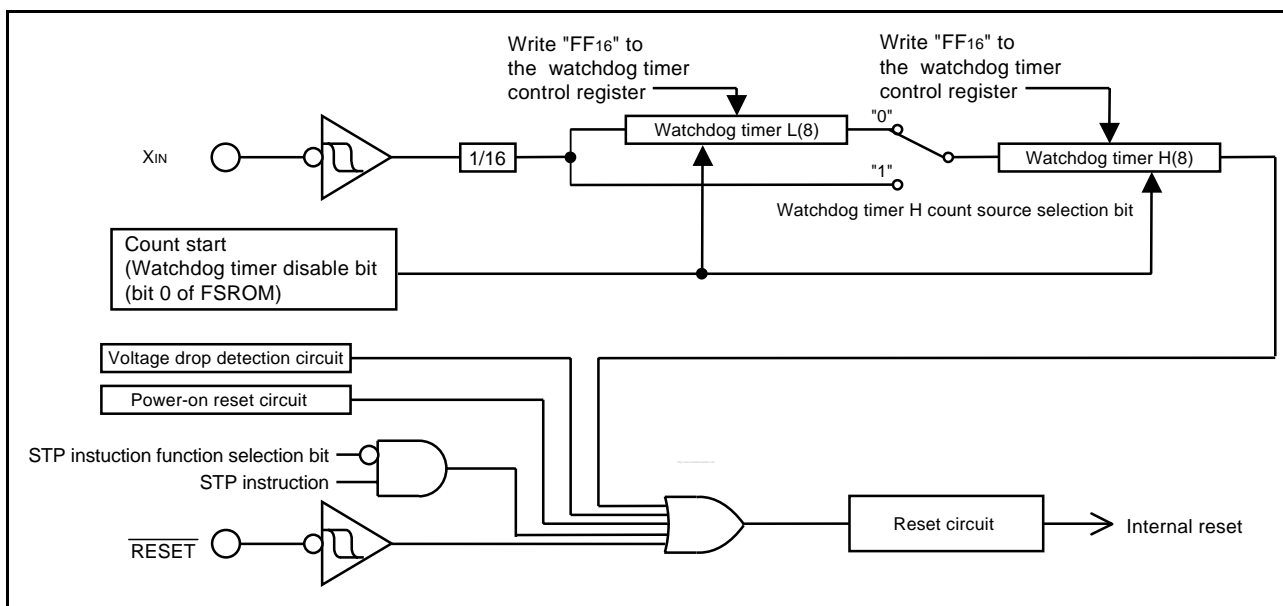 Write "FF16" to
the watchdog timer
control register
Write "FF16" to
the watchdog timer
control register
XIN
1/16
Watchdog timer L(8)
"0"
"1"
Watchdog timer H(8)
Watchdog timer H count source selection bit
Count start
(Watchdog timer disable bit
(bit 0 of FSROM)
Voltage drop detection circuit
Power-on reset circuit
STP instuction function selection bit
STP instruction
RESET
Reset circuit
Internal reset